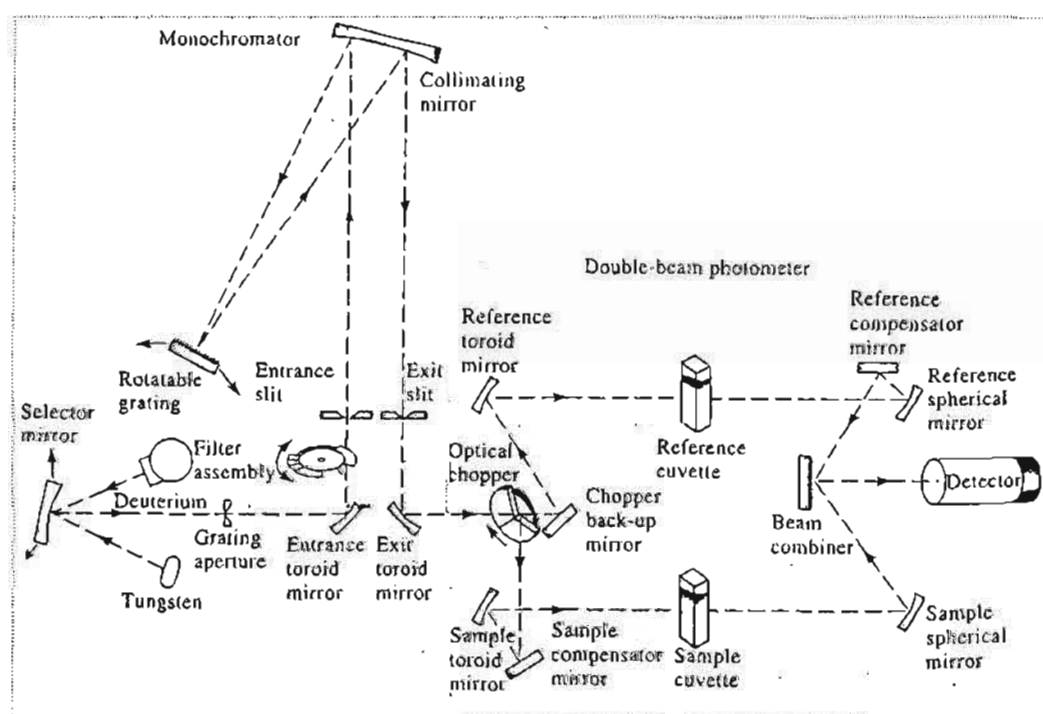 Monochromator
Collimating
mirror
Double-beam photometer
Reference
compensator
mirror
Reference
toroid
mirror
Reference
spherical
mirror
Rotatable
grating
Entrance
slit
Exit
slit
Selector
mirror
Filter
assembly
Optical
chopper
Reference
cuvette
Deuterium
Detector
Chopper
back-up
mirror
Beam
combiner
Grating
aperture
Entrance
toroid
mirror
Exit
toroid
mirror
Tungsten
Sample
toroid
mirror
Sample
compensator
mirror
Sample
cuvette
Sample
spherical
mirror